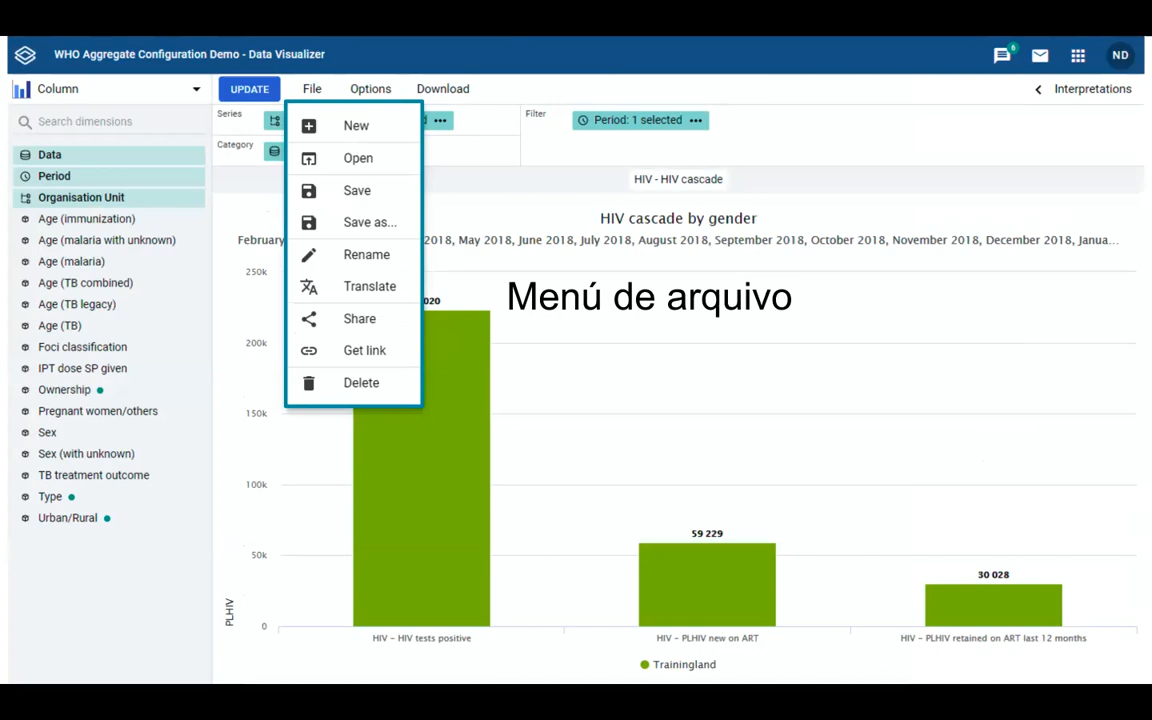 WHO Aggregate Configuration Demo - Data Visualizer
6
ND
Column
UPDATE
File
Options
Download
Interpretations
Search dimensions
Series
Filter
Period: 1 selected
Category
Data
Period
Organisation Unit
Age (immunization)
Age (malaria with unknown)
Age (malaria)
Age (TB combined)
Age (TB legacy)
Age (TB)
Foci classification
IPT dose SP given
Ownership
Pregnant women/others
Sex
Sex (with unknown)
TB treatment outcome
Type
Urban/Rural
New
Open
Save
Save as...
Rename
Translate
Share
Get link
Delete
HIV - HIV cascade
HIV cascade by gender
February
2018, May 2018, June 2018, July 2018, August 2018, September 2018, October 2018, November 2018, December 2018, Janua...
Menú de arquivo
250k
200k
150k
100k
50k
0
PLHIV
020
59 229
30 028
HIV - HIV tests positive
HIV - PLHIV new on ART
HIV - PLHIV retained on ART last 12 months
Trainingland